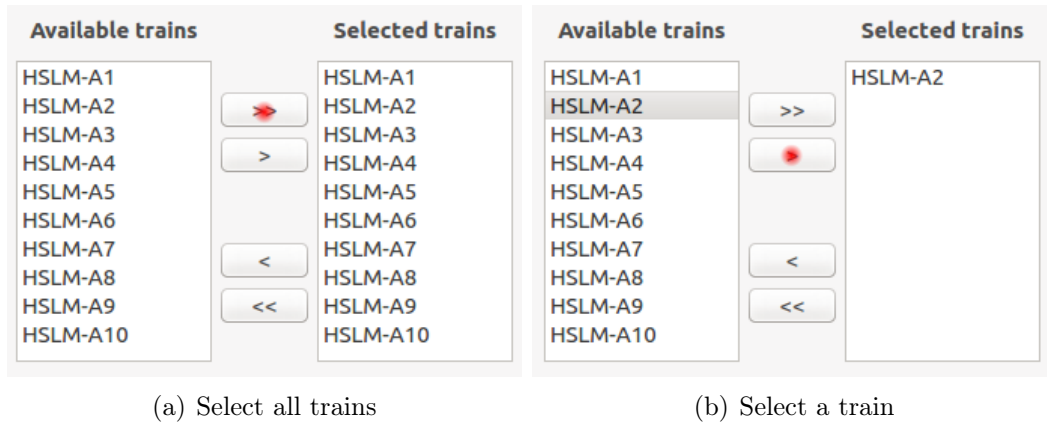 Available trains
HSLM-A1
HSLM-A2
HSLM-A3
HSLM-A4
HSLM-A5
HSLM-A6
HSLM-A7
HSLM-A8
HSLM-A9
HSLM-A10
>>
>
<
<<
Selected trains
HSLM-A1
HSLM-A2
HSLM-A3
HSLM-A4
HSLM-A5
HSLM-A6
HSLM-A7
HSLM-A8
HSLM-A9
HSLM-A10
(a) Select all trains
Available trains
HSLM-A1
HSLM-A2
HSLM-A3
HSLM-A4
HSLM-A5
HSLM-A6
HSLM-A7
HSLM-A8
HSLM-A9
HSLM-A10
>>
>
<
<<
Selected trains
HSLM-A2
(b) Select a train